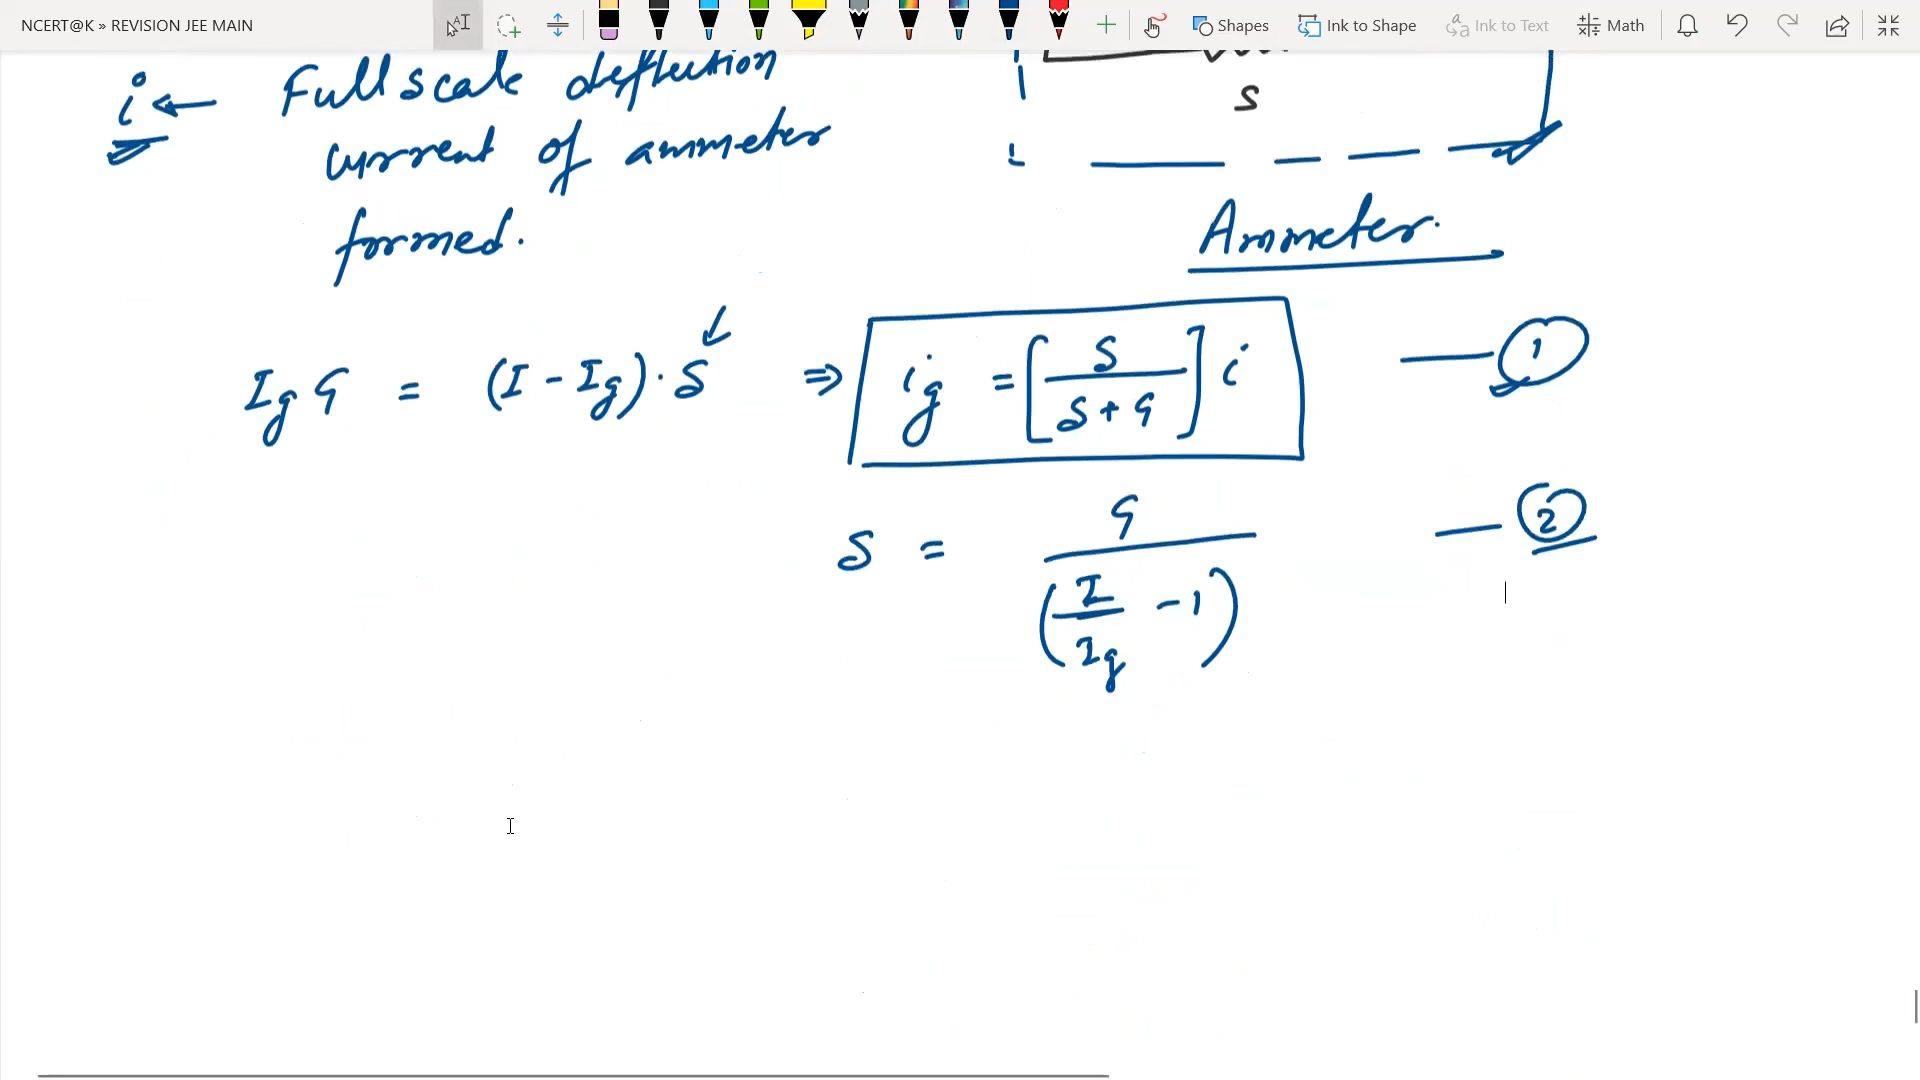 NCERT@K » REVISION JEE MAIN
Shapes
Ink to Shape
Ink to Text
Math
i ← Full scale deflection
current of ammeter
formed.
S
Ammeter.
Ig G = (I - Ig) · S ⇒ ig = [S / (S + G)] i — 1
S = G / (I / Ig - 1) — 2